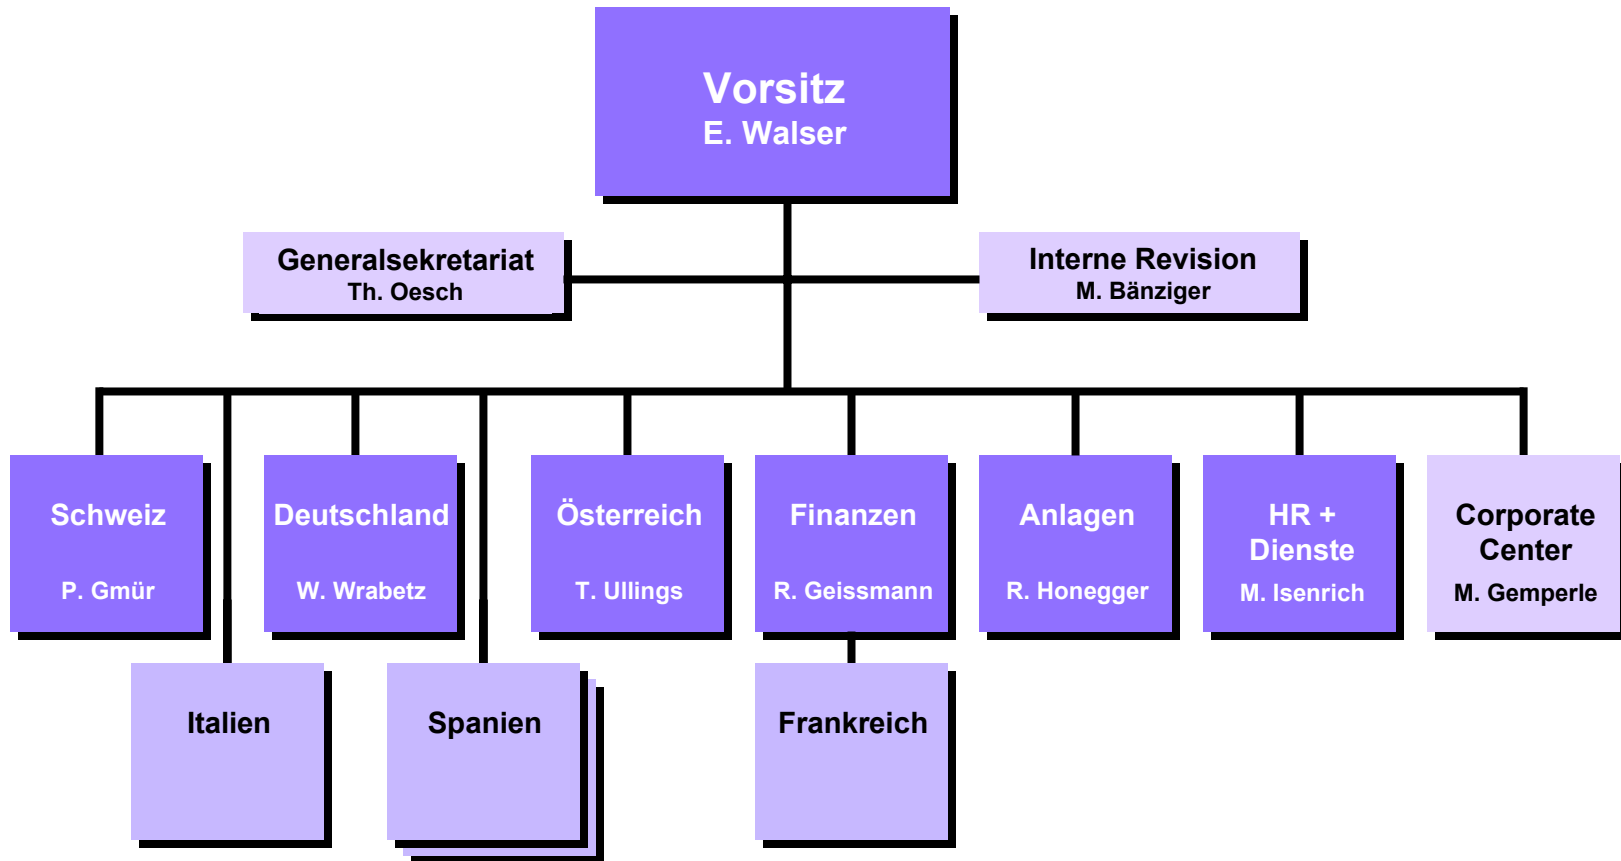 Vorsitz
E. Walser
Generalsekretariat
Th. Oesch
Interne Revision
M. Bänziger
Schweiz
P. Gmür
Deutschland
W. Wrabetz
Österreich
T. Ullings
Finanzen
R. Geissmann
Anlagen
R. Honegger
HR +
Dienste
M. Isenrich
Corporate
Center
M. Gemperle
Italien
Spanien
Frankreich